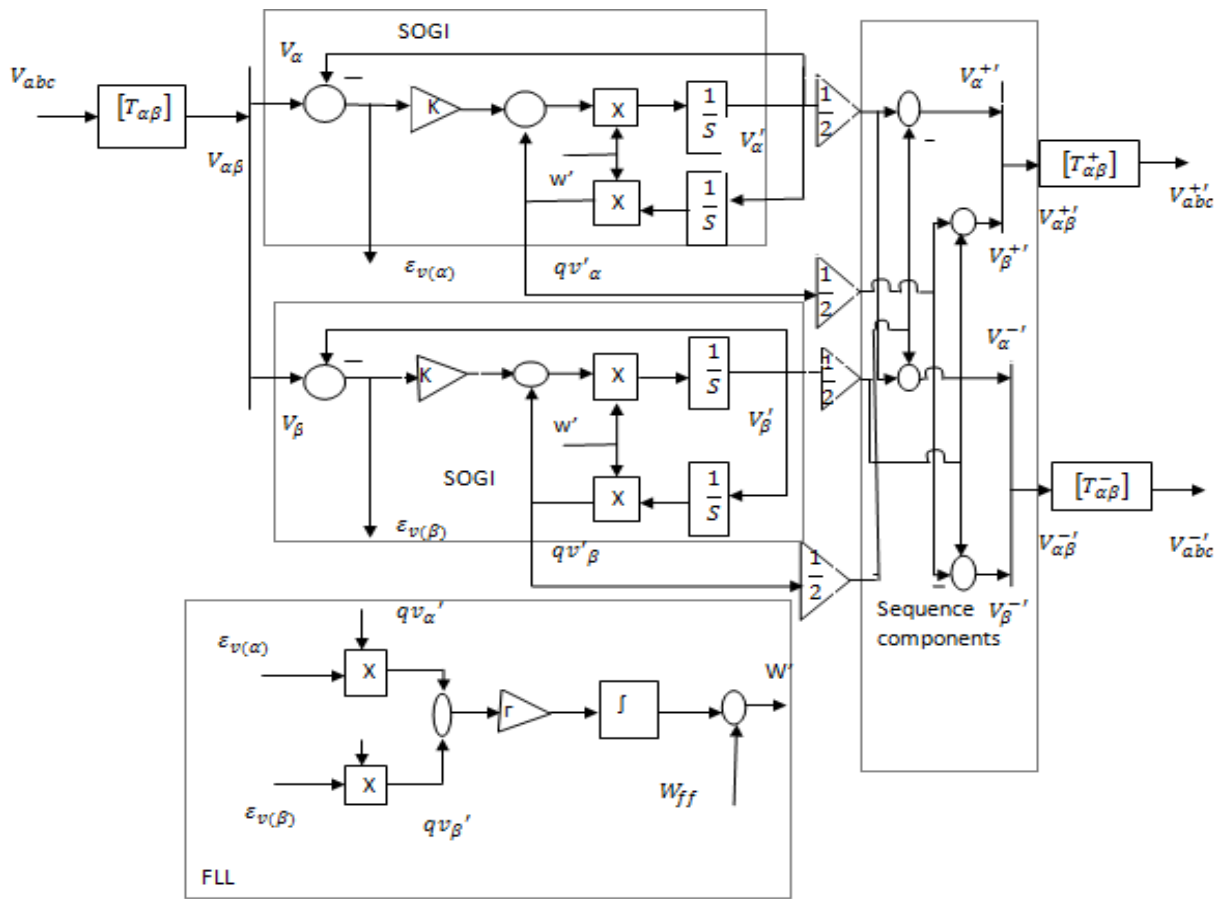 SOGI
V_α
V_abc
[T_αβ]
V_αβ
K
X
1/S
V_α′
w'
X
1/S
ε_v(α)
qv'_α
1/2
1/2
V_α^+′
[T_αβ^+]
V_abc^+′
V_αβ^+′
V_β^+′
V_β
K
X
1/S
V_β′
w'
SOGI
X
1/S
ε_v(β)
qv'_β
1/2
1/2
V_α^−′
[T_αβ^−]
V_αβ^−′
V_abc^−′
V_β^−′
Sequence
components
qv_α′
ε_v(α)
X
r
∫
W'
X
ε_v(β)
qv_β′
W_ff
FLL